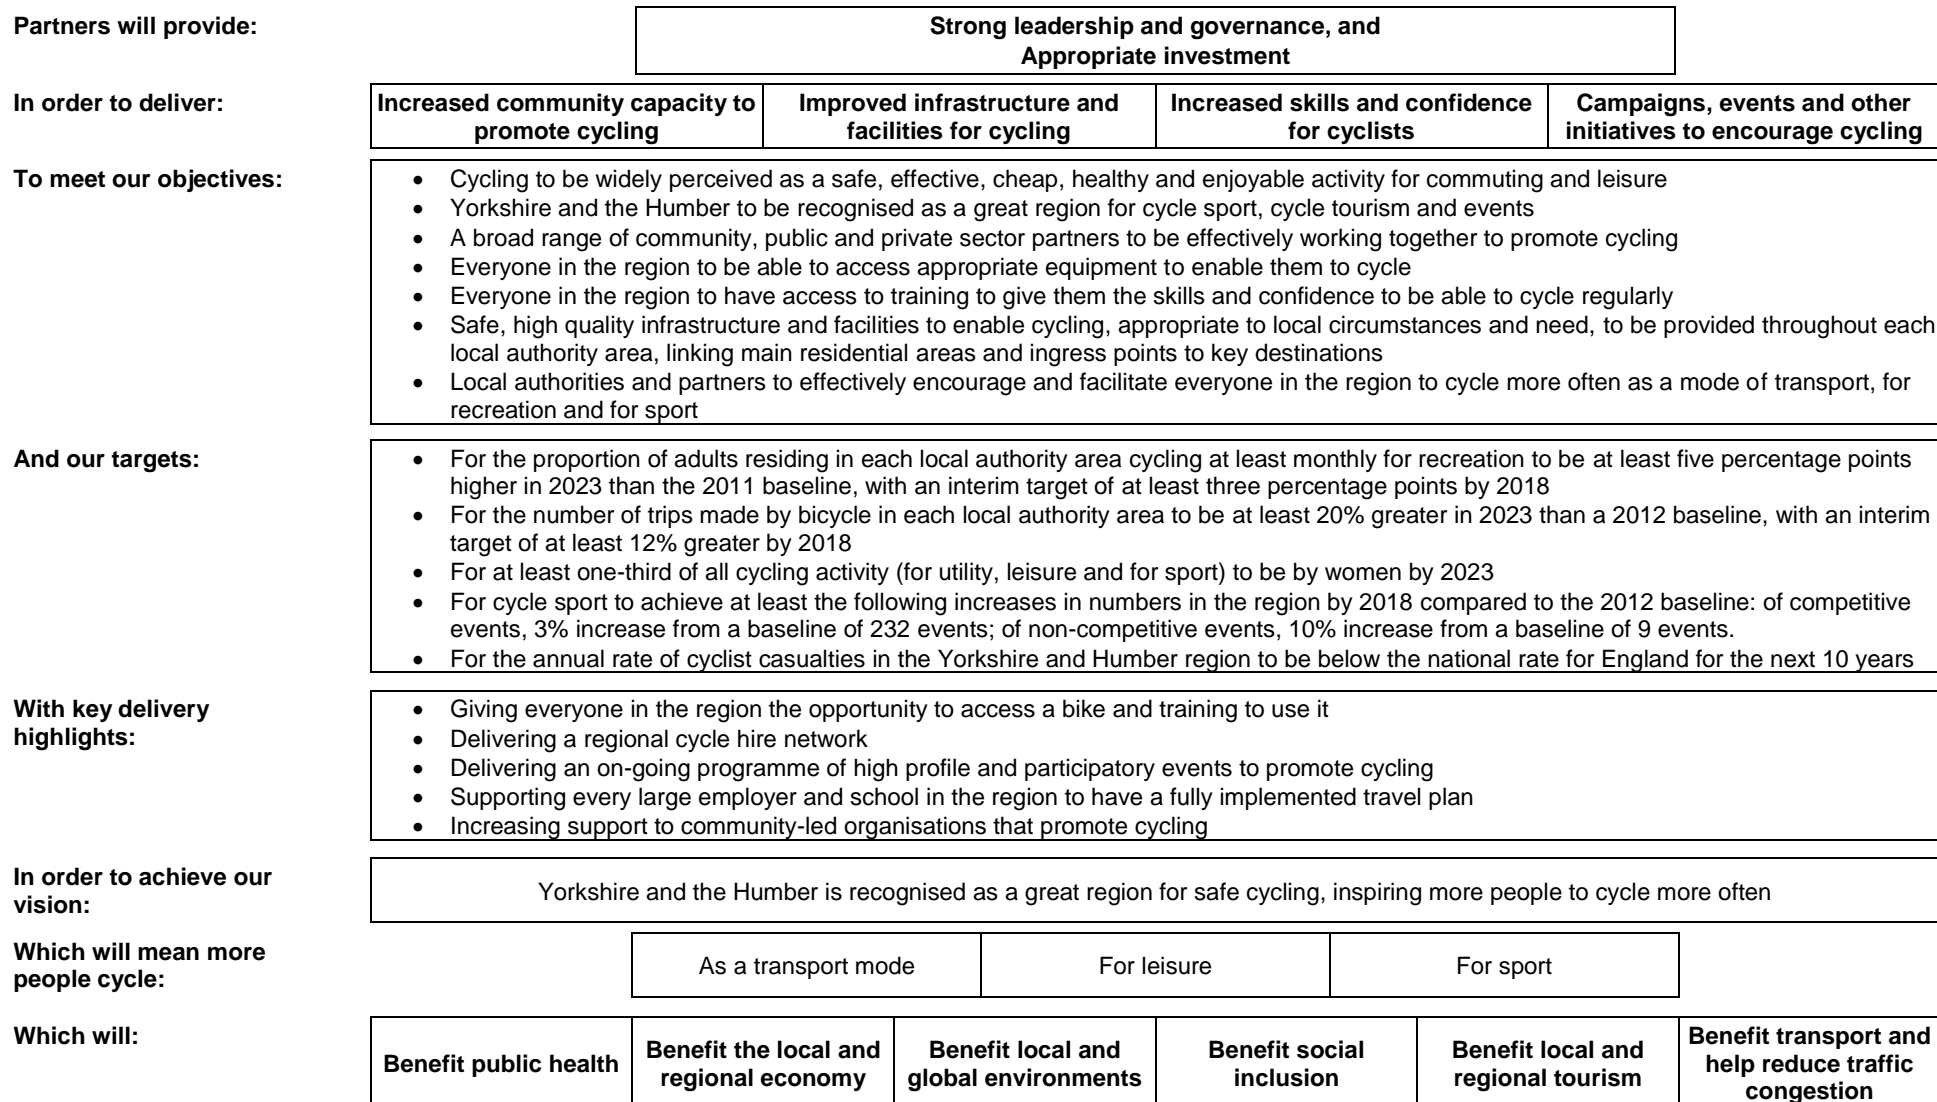 Partners will provide:
Strong leadership and governance, and
Appropriate investment
In order to deliver:
Increased community capacity to
promote cycling
Improved infrastructure and
facilities for cycling
Increased skills and confidence
for cyclists
Campaigns, events and other
initiatives to encourage cycling
To meet our objectives:
• Cycling to be widely perceived as a safe, effective, cheap, healthy and enjoyable activity for commuting and leisure
• Yorkshire and the Humber to be recognised as a great region for cycle sport, cycle tourism and events
• A broad range of community, public and private sector partners to be effectively working together to promote cycling
• Everyone in the region to be able to access appropriate equipment to enable them to cycle
• Everyone in the region to have access to training to give them the skills and confidence to be able to cycle regularly
• Safe, high quality infrastructure and facilities to enable cycling, appropriate to local circumstances and need, to be provided throughout each
local authority area, linking main residential areas and ingress points to key destinations
• Local authorities and partners to effectively encourage and facilitate everyone in the region to cycle more often as a mode of transport, for
recreation and for sport
And our targets:
• For the proportion of adults residing in each local authority area cycling at least monthly for recreation to be at least five percentage points
higher in 2023 than the 2011 baseline, with an interim target of at least three percentage points by 2018
• For the number of trips made by bicycle in each local authority area to be at least 20% greater in 2023 than a 2012 baseline, with an interim
target of at least 12% greater by 2018
• For at least one-third of all cycling activity (for utility, leisure and for sport) to be by women by 2023
• For cycle sport to achieve at least the following increases in numbers in the region by 2018 compared to the 2012 baseline: of competitive
events, 3% increase from a baseline of 232 events; of non-competitive events, 10% increase from a baseline of 9 events.
• For the annual rate of cyclist casualties in the Yorkshire and Humber region to be below the national rate for England for the next 10 years
With key delivery
highlights:
• Giving everyone in the region the opportunity to access a bike and training to use it
• Delivering a regional cycle hire network
• Delivering an on-going programme of high profile and participatory events to promote cycling
• Supporting every large employer and school in the region to have a fully implemented travel plan
• Increasing support to community-led organisations that promote cycling
In order to achieve our
vision:
Yorkshire and the Humber is recognised as a great region for safe cycling, inspiring more people to cycle more often
Which will mean more
people cycle:
As a transport mode
For leisure
For sport
Which will:
Benefit public health
Benefit the local and
regional economy
Benefit local and
global environments
Benefit social
inclusion
Benefit local and
regional tourism
Benefit transport and
help reduce traffic
congestion